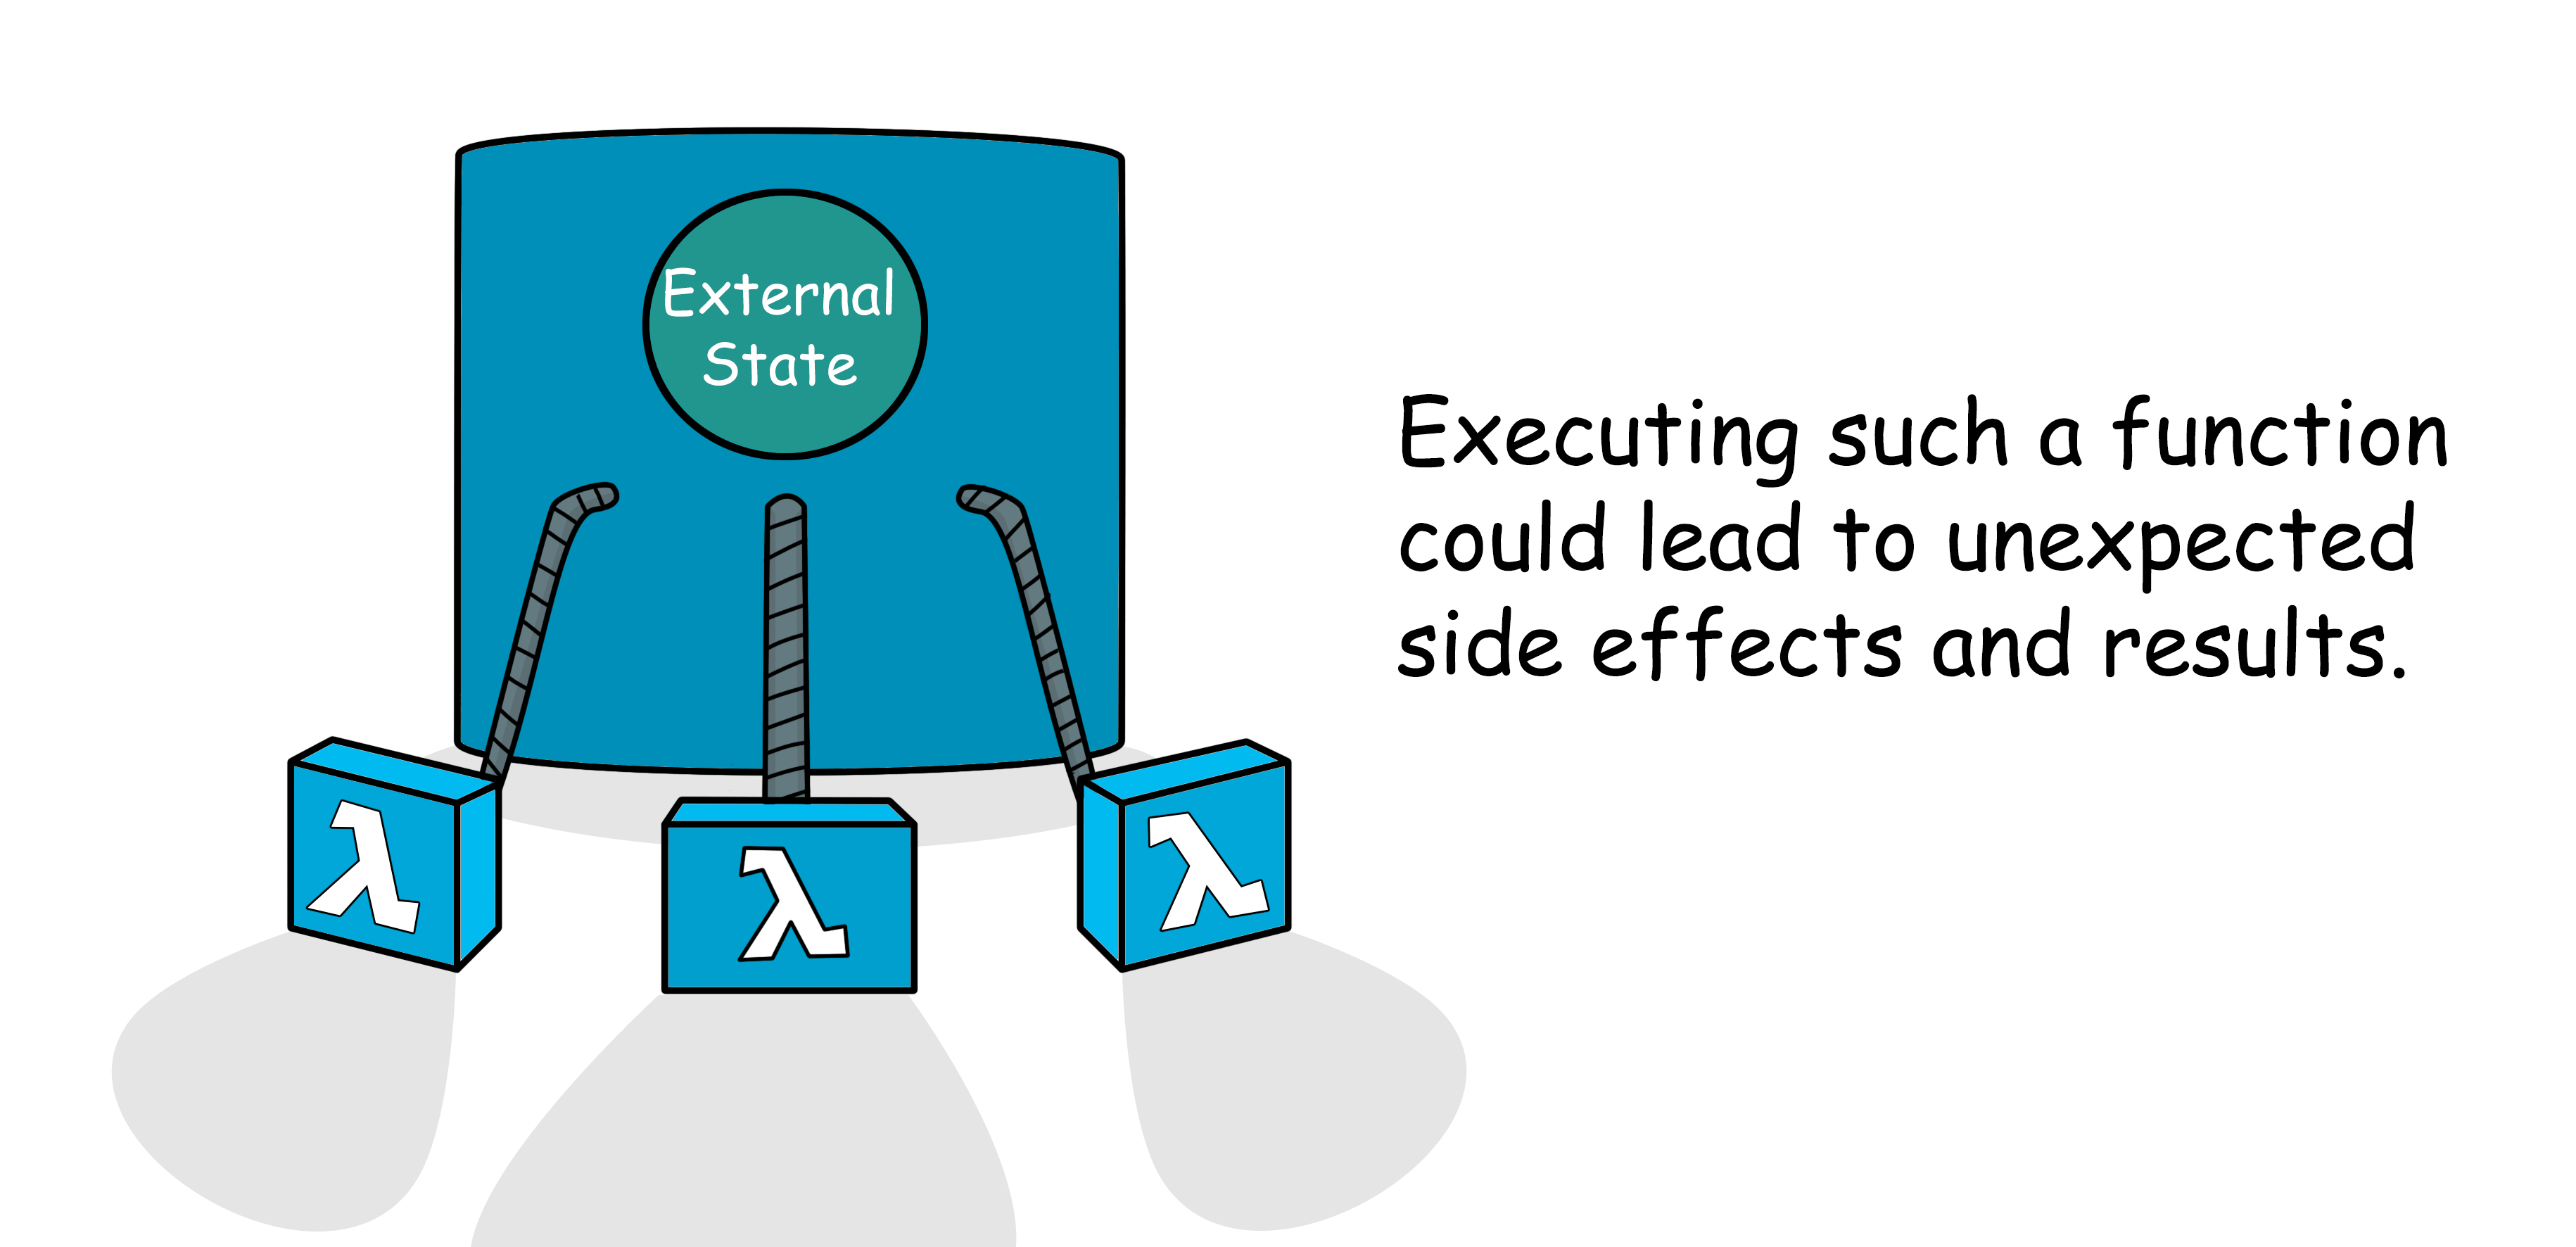 External
State
Executing such a function
could lead to unexpected
side effects and results.
λ
λ
λ